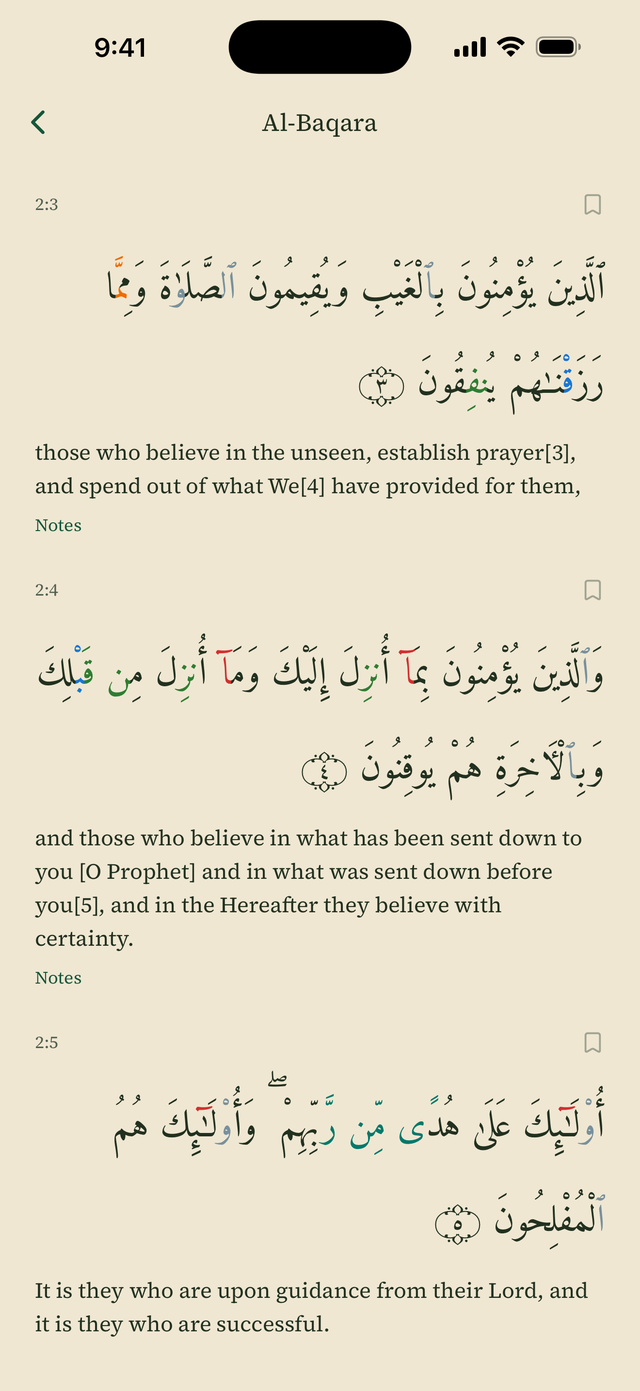 9:41
Al-Baqara
2:3
ٱلَّذِينَ يُؤْمِنُونَ بِٱلْغَيْبِ وَيُقِيمُونَ ٱلصَّلَوٰةَ وَمِمَّا
رَزَقْنَـٰهُمْ يُنفِقُونَ ٣
those who believe in the unseen, establish prayer[3],
and spend out of what We[4] have provided for them,
Notes
2:4
وَٱلَّذِينَ يُؤْمِنُونَ بِمَآ أُنزِلَ إِلَيْكَ وَمَآ أُنزِلَ مِن قَبْلِكَ
وَبِٱلْـَٔاخِرَةِ هُمْ يُوقِنُونَ ٤
and those who believe in what has been sent down to
you [O Prophet] and in what was sent down before
you[5], and in the Hereafter they believe with
certainty.
Notes
2:5
أُو۟لَـٰٓئِكَ عَلَىٰ هُدًى مِّن رَّبِّهِمْ ۖ وَأُو۟لَـٰٓئِكَ هُمُ
ٱلْمُفْلِحُونَ ٥
It is they who are upon guidance from their Lord, and
it is they who are successful.